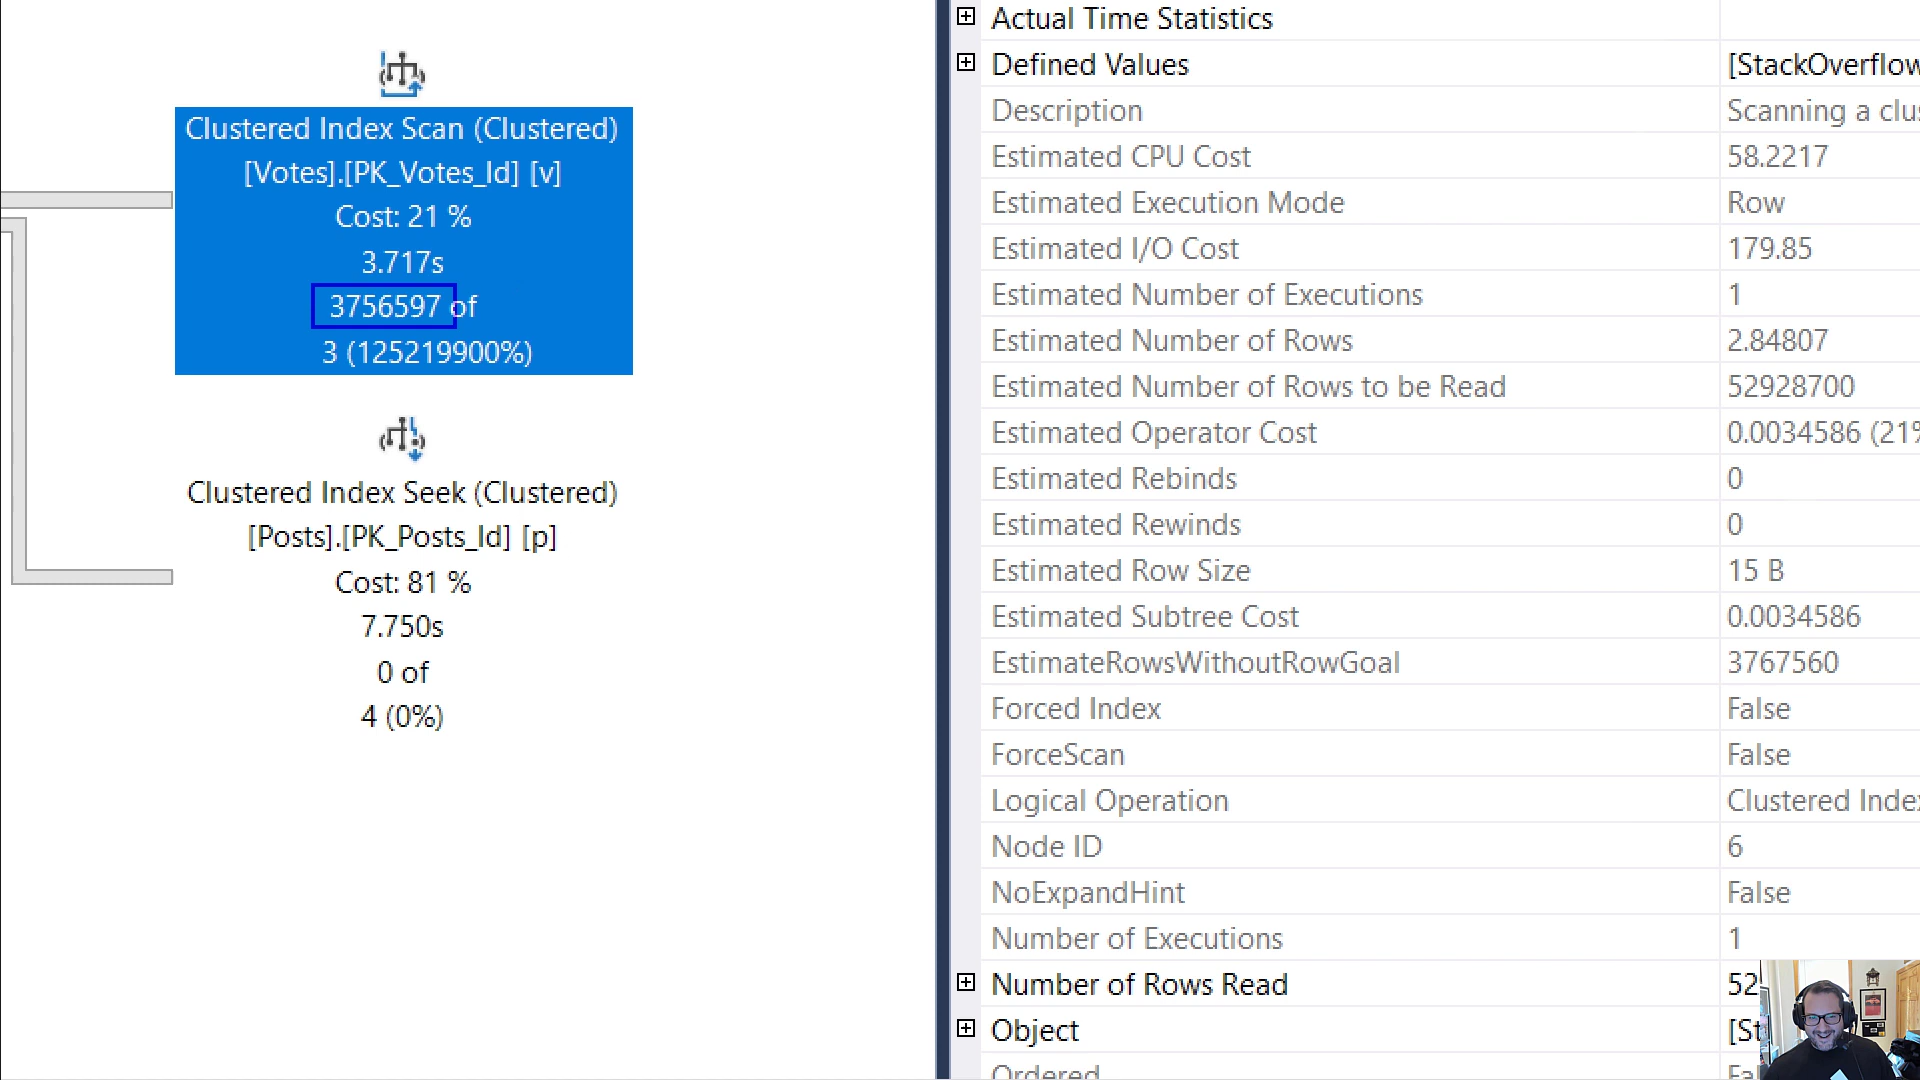 Clustered Index Scan (Clustered)
[Votes].[PK_Votes_Id] [v]
Cost: 21 %
3.717s
3756597 of
3 (125219900%)
Clustered Index Seek (Clustered)
[Posts].[PK_Posts_Id] [p]
Cost: 81 %
7.750s
0 of
4 (0%)
Actual Time Statistics
Defined Values [StackOverflow
Description Scanning a clus
Estimated CPU Cost 58.2217
Estimated Execution Mode Row
Estimated I/O Cost 179.85
Estimated Number of Executions 1
Estimated Number of Rows 2.84807
Estimated Number of Rows to be Read 52928700
Estimated Operator Cost 0.0034586 (21%
Estimated Rebinds 0
Estimated Rewinds 0
Estimated Row Size 15 B
Estimated Subtree Cost 0.0034586
EstimateRowsWithoutRowGoal 3767560
Forced Index False
ForceScan False
Logical Operation Clustered Index
Node ID 6
NoExpandHint False
Number of Executions 1
Number of Rows Read 52
Object [St
Ordered Fal